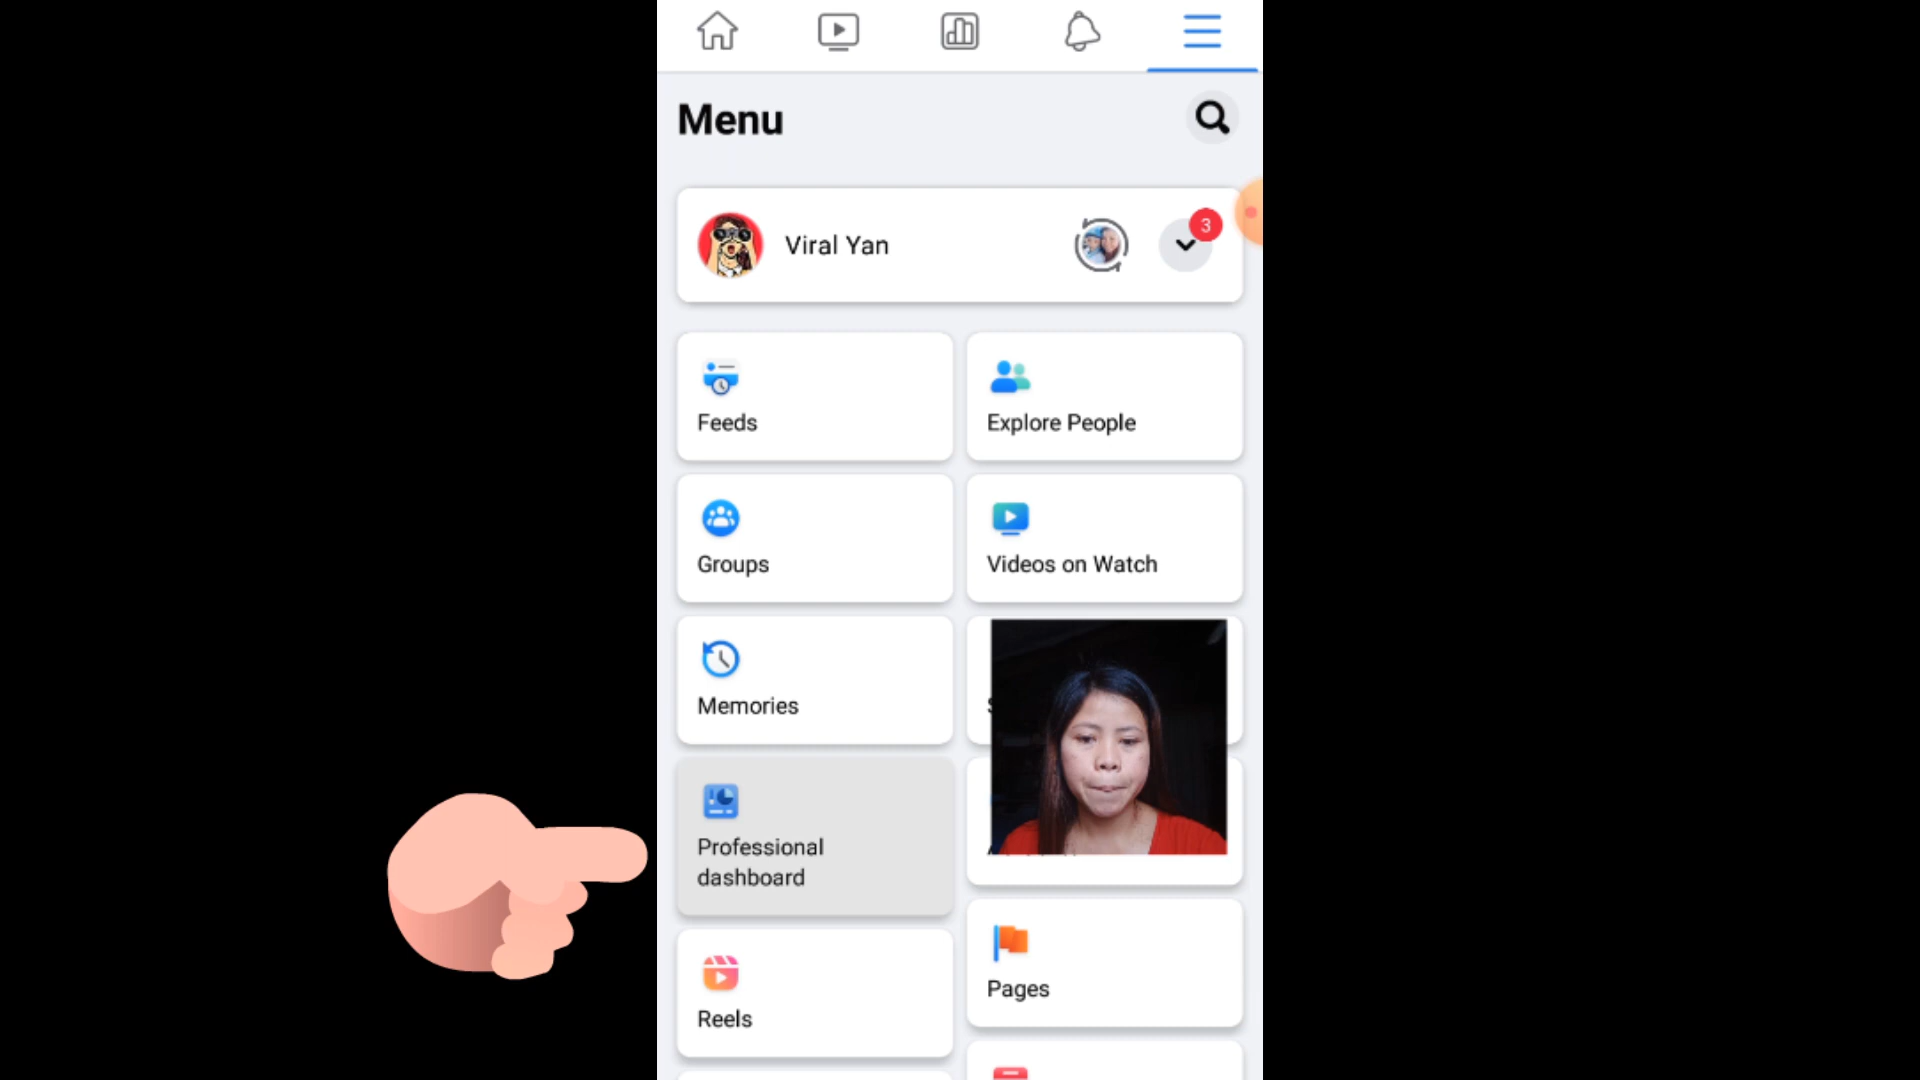 Menu
Viral Yan
3
Feeds
Explore People
Groups
Videos on Watch
Memories
Professional
dashboard
Pages
Reels